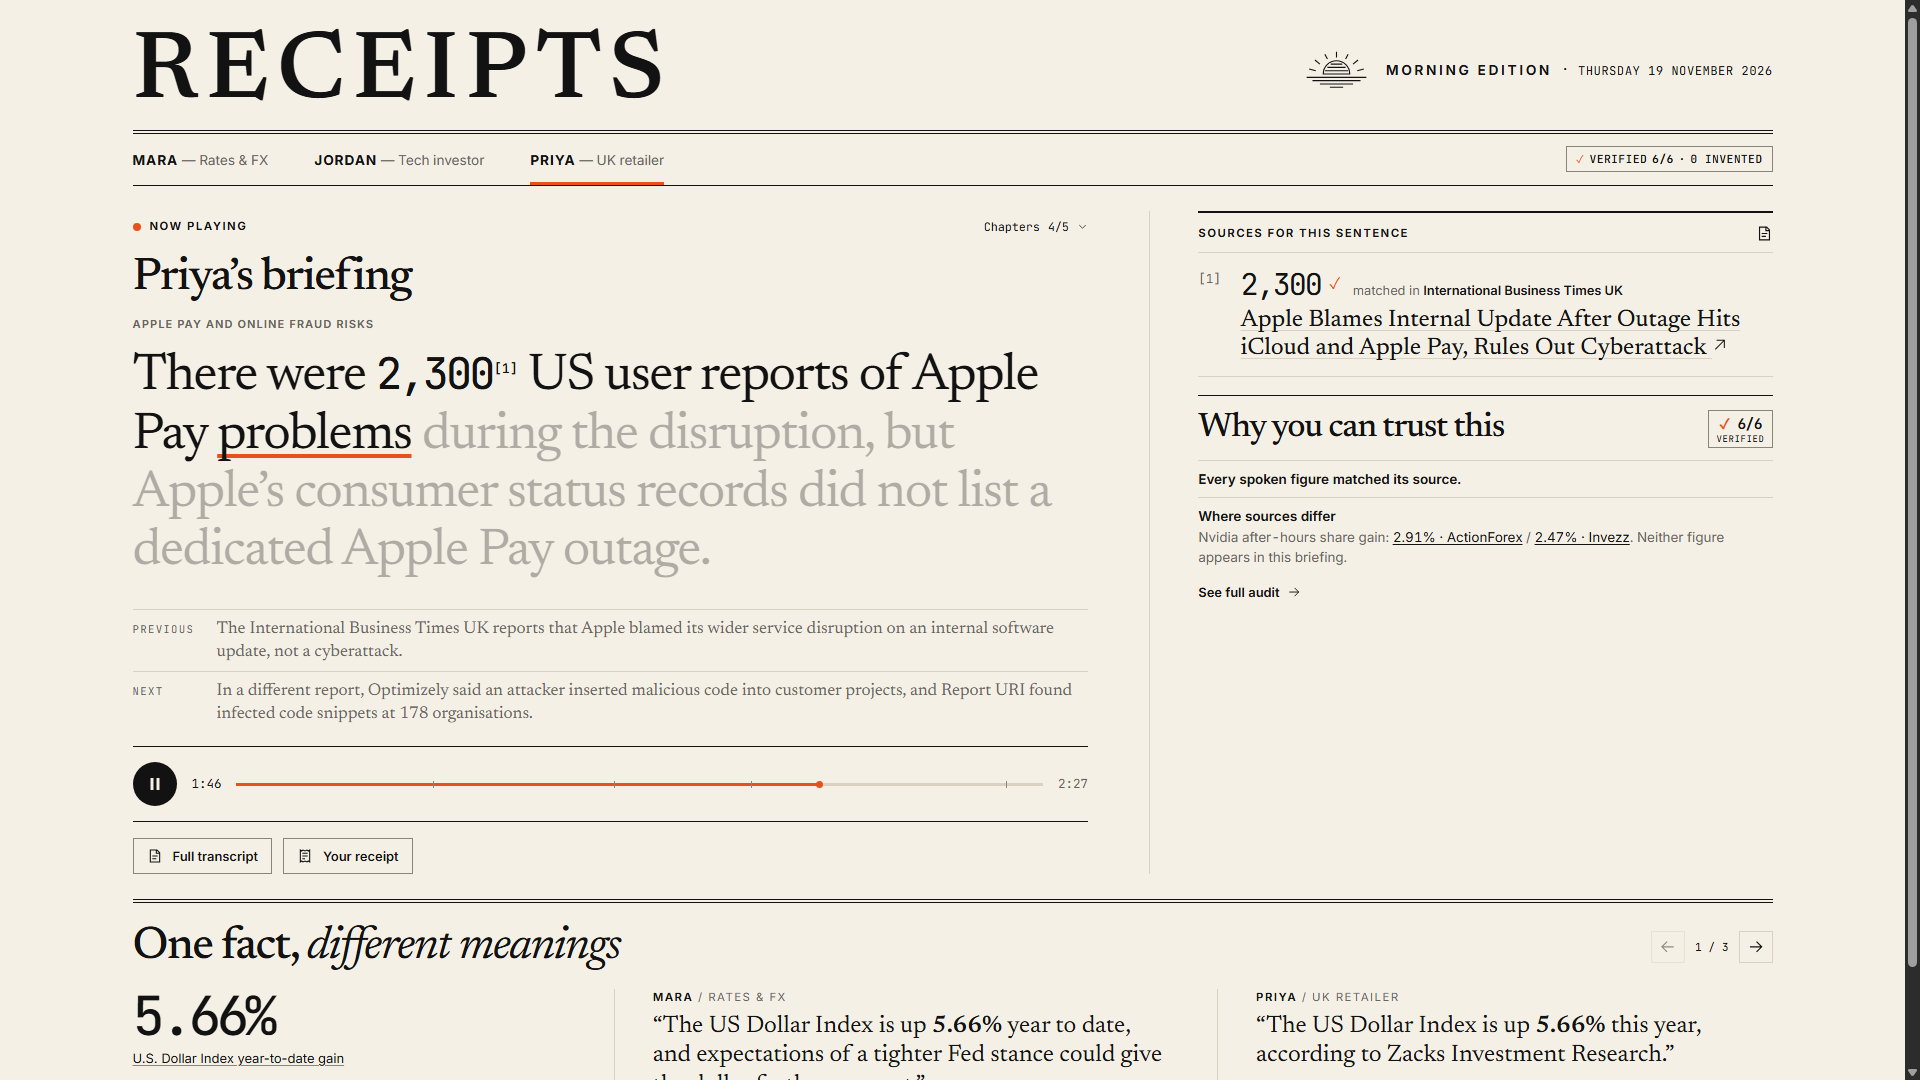 RECEIPTS
MORNING EDITION · THURSDAY 19 NOVEMBER 2026
MARA — Rates & FX
JORDAN — Tech investor
PRIYA — UK retailer
✓ VERIFIED 6/6 · 0 INVENTED
NOW PLAYING
Chapters 4/5
Priya’s briefing
APPLE PAY AND ONLINE FRAUD RISKS
There were 2,300[1] US user reports of Apple
Pay problems during the disruption, but
Apple’s consumer status records did not list a
dedicated Apple Pay outage.
PREVIOUS
The International Business Times UK reports that Apple blamed its wider service disruption on an internal software
update, not a cyberattack.
NEXT
In a different report, Optimizely said an attacker inserted malicious code into customer projects, and Report URI found
infected code snippets at 178 organisations.
1:46
2:27
Full transcript
Your receipt
SOURCES FOR THIS SENTENCE
[1]
2,300 ✓ matched in International Business Times UK
Apple Blames Internal Update After Outage Hits
iCloud and Apple Pay, Rules Out Cyberattack ↗
Why you can trust this
✓ 6/6
VERIFIED
Every spoken figure matched its source.
Where sources differ
Nvidia after-hours share gain: 2.91% · ActionForex / 2.47% · Invezz. Neither figure
appears in this briefing.
See full audit →
One fact, different meanings
← 1 / 3 →
5.66%
U.S. Dollar Index year-to-date gain
MARA / RATES & FX
“The US Dollar Index is up 5.66% year to date,
and expectations of a tighter Fed stance could give
PRIYA / UK RETAILER
“The US Dollar Index is up 5.66% this year,
according to Zacks Investment Research.”